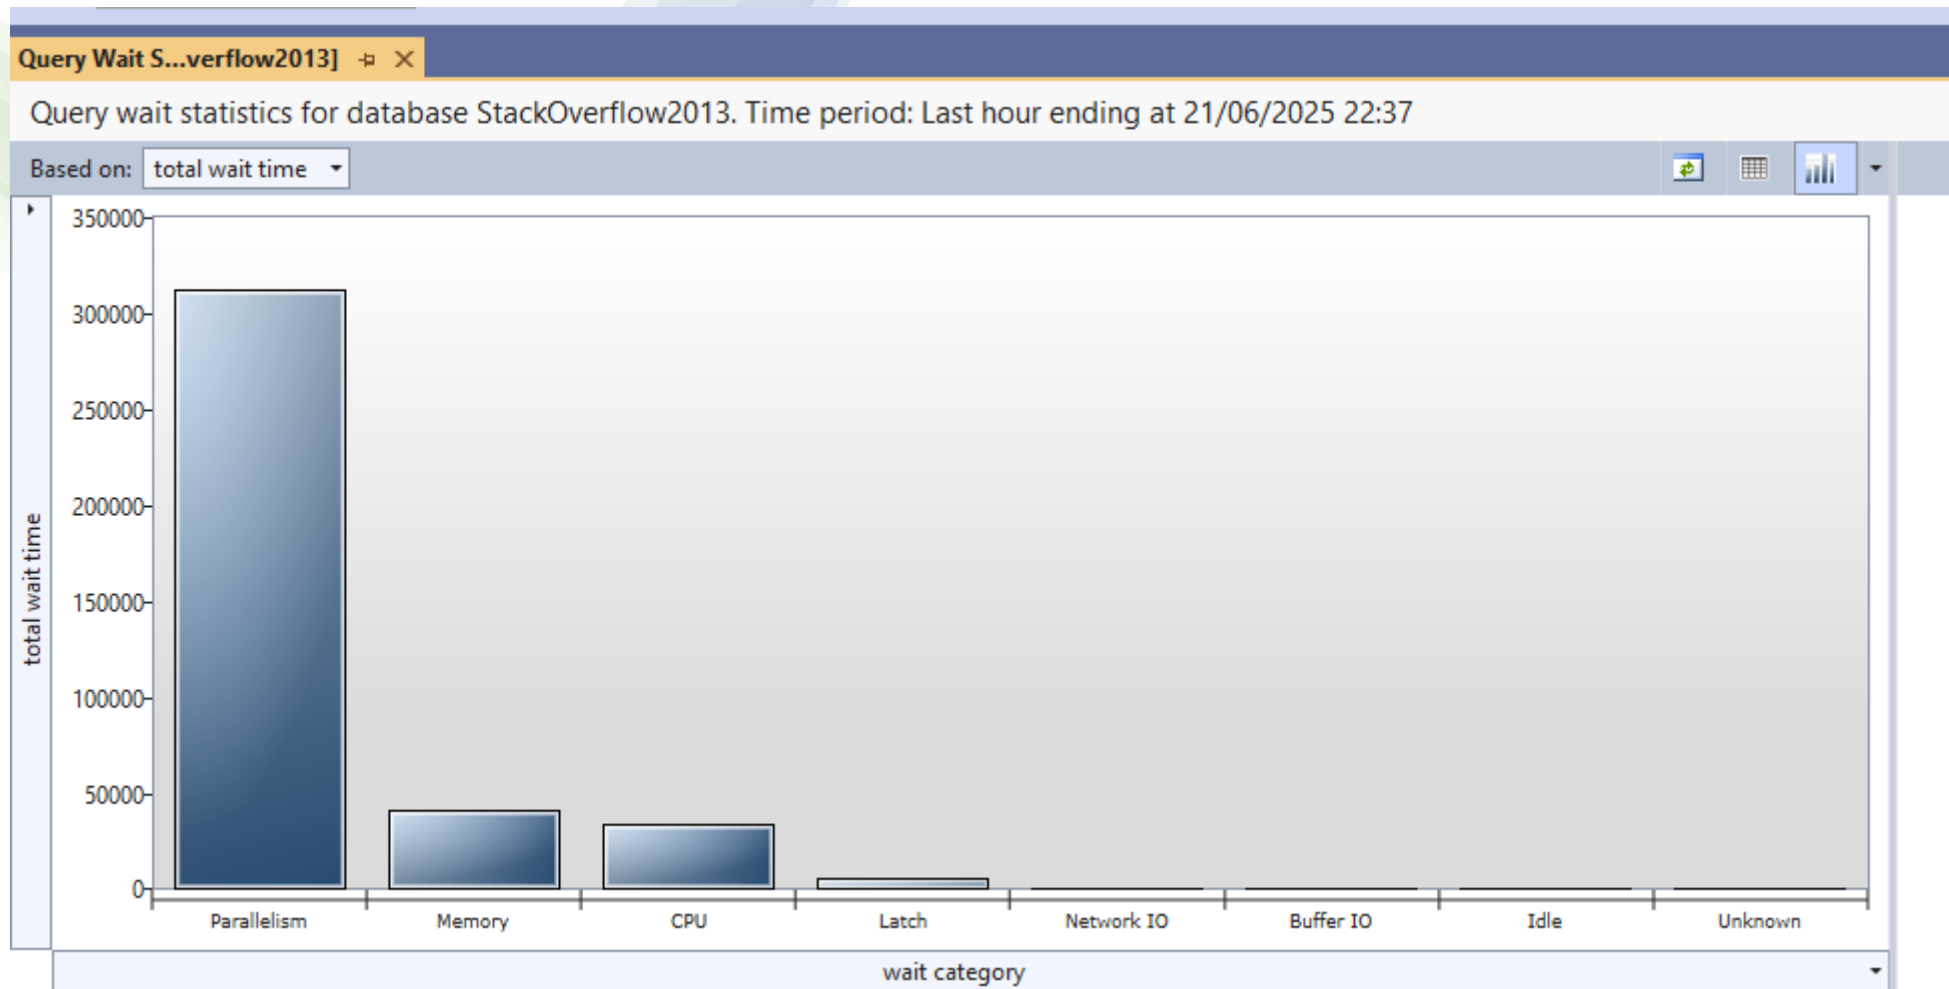 Query Wait S...verflow2013]
Query wait statistics for database StackOverflow2013. Time period: Last hour ending at 21/06/2025 22:37
Based on: total wait time
350000
300000
250000
200000
150000
100000
50000
0
total wait time
Parallelism Memory CPU Latch Network IO Buffer IO Idle Unknown
wait category